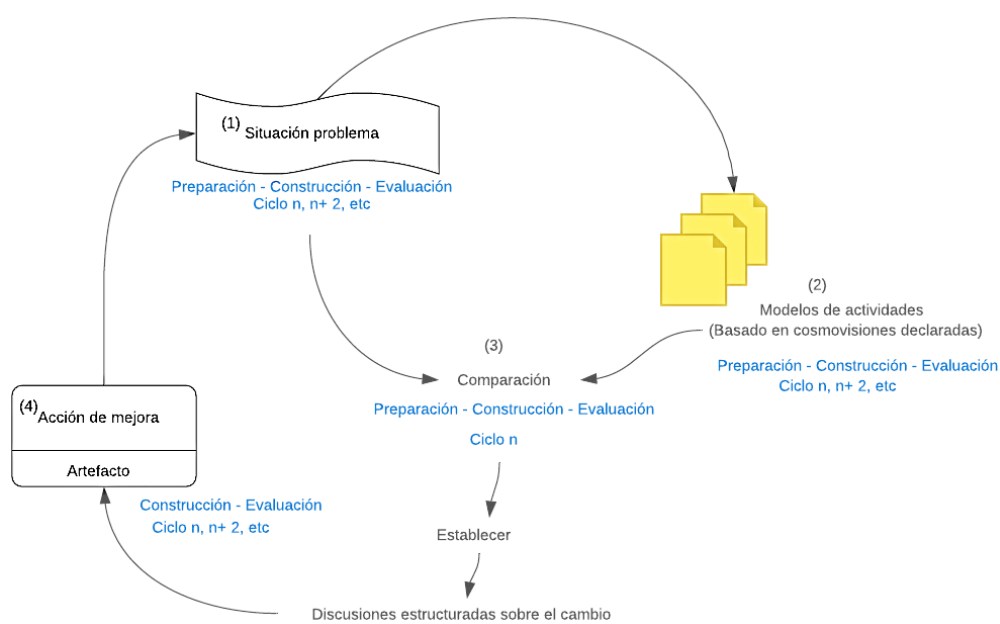 (1) Situación problema
Preparación - Construcción - Evaluación
Ciclo n, n+ 2, etc
(2)
Modelos de actividades
(Basado en cosmovisiones declaradas)
Preparación - Construcción - Evaluación
Ciclo n, n+ 2, etc
(3)
Comparación
Preparación - Construcción - Evaluación
Ciclo n
Establecer
Discusiones estructuradas sobre el cambio
(4) Acción de mejora
Artefacto
Construcción - Evaluación
Ciclo n, n+ 2, etc